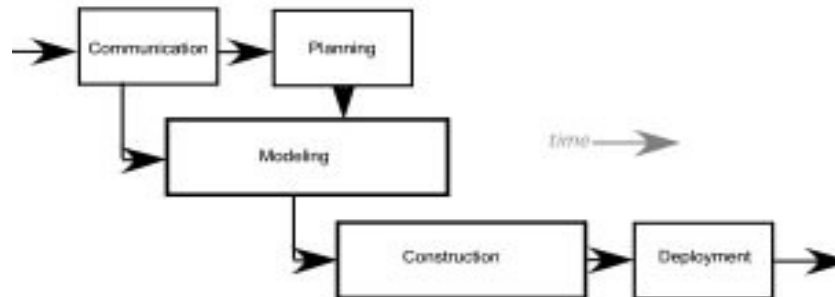 Communication
Planning
Modeling
time
Construction
Deployment